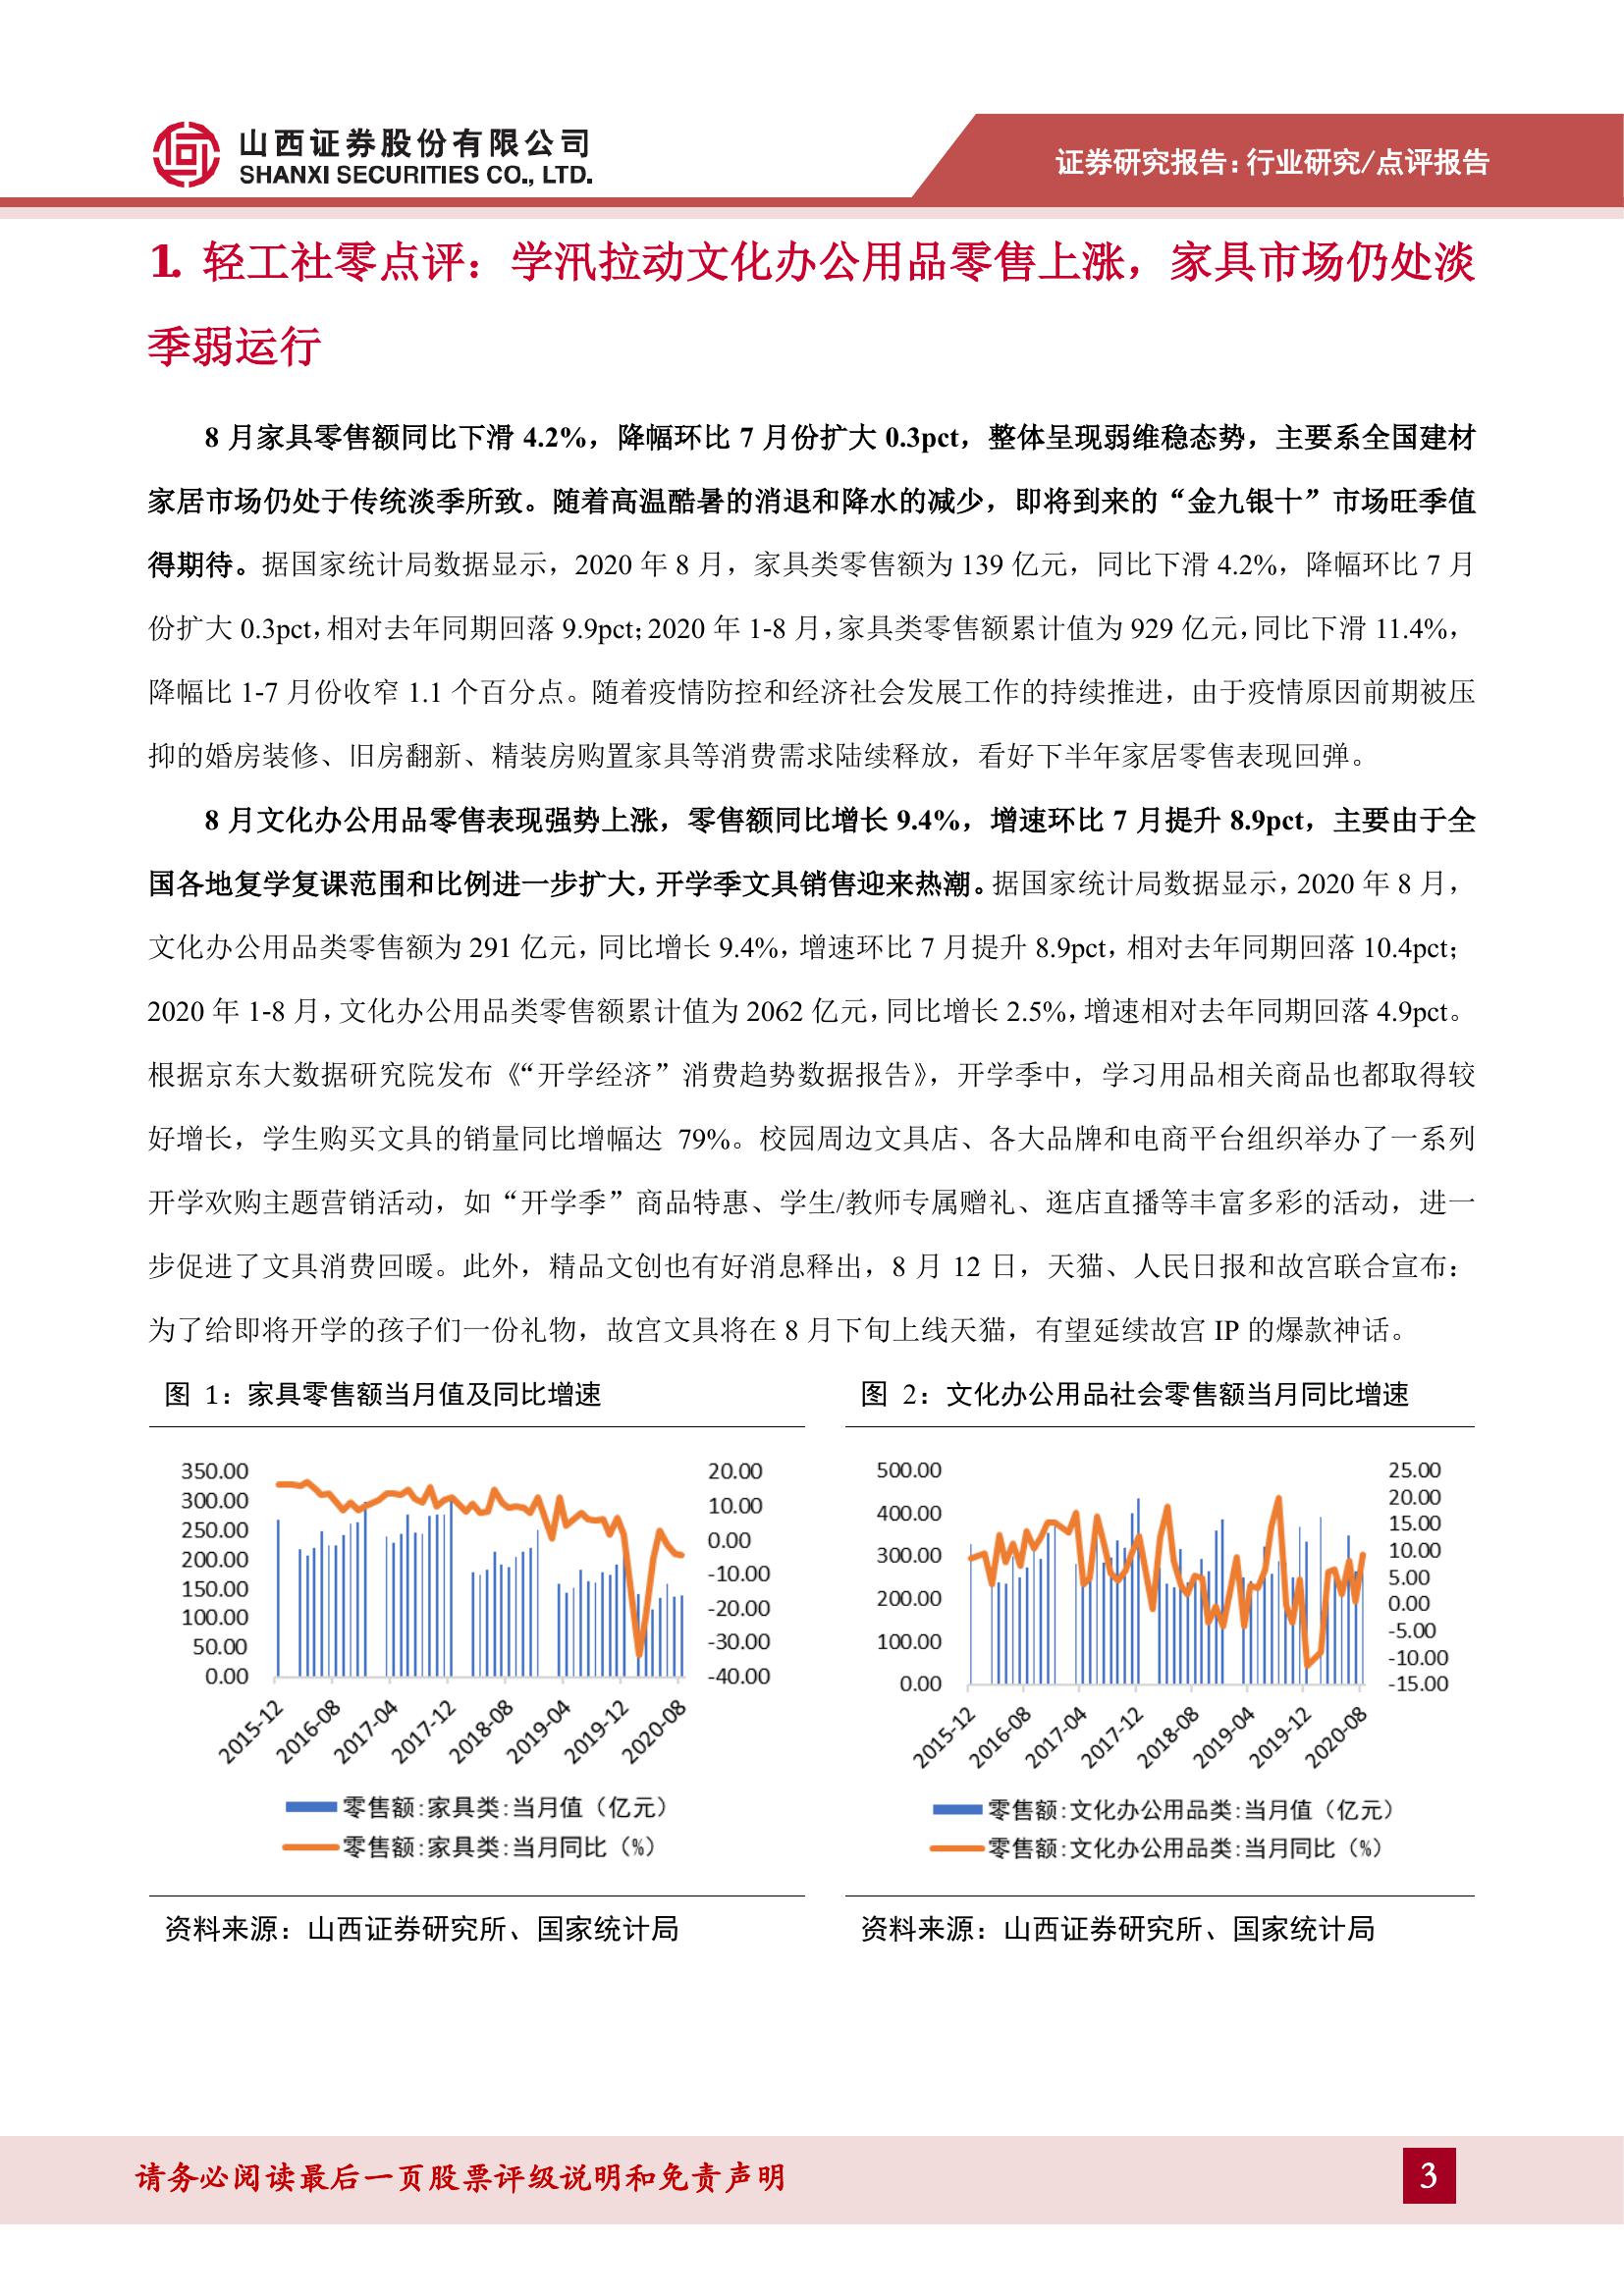 山西证券股份有限公司
SHANXI SECURITIES CO., LTD.
证券研究报告:行业研究/点评报告
1. 轻工社零点评：学汛拉动文化办公用品零售上涨，家具市场仍处淡
季弱运行
8 月家具零售额同比下滑 4.2%，降幅环比 7 月份扩大 0.3pct，整体呈现弱维稳态势，主要系全国建材
家居市场仍处于传统淡季所致。随着高温酷暑的消退和降水的减少，即将到来的“金九银十”市场旺季值
得期待。据国家统计局数据显示，2020 年 8 月，家具类零售额为 139 亿元，同比下滑 4.2%，降幅环比 7 月
份扩大 0.3pct，相对去年同期回落 9.9pct；2020 年 1-8 月，家具类零售额累计值为 929 亿元，同比下滑 11.4%，
降幅比 1-7 月份收窄 1.1 个百分点。随着疫情防控和经济社会发展工作的持续推进，由于疫情原因前期被压
抑的婚房装修、旧房翻新、精装房购置家具等消费需求陆续释放，看好下半年家居零售表现回弹。
8 月文化办公用品零售表现强势上涨，零售额同比增长 9.4%，增速环比 7 月提升 8.9pct，主要由于全
国各地复学复课范围和比例进一步扩大，开学季文具销售迎来热潮。据国家统计局数据显示，2020 年 8 月，
文化办公用品类零售额为 291 亿元，同比增长 9.4%，增速环比 7 月提升 8.9pct，相对去年同期回落 10.4pct；
2020 年 1-8 月，文化办公用品类零售额累计值为 2062 亿元，同比增长 2.5%，增速相对去年同期回落 4.9pct。
根据京东大数据研究院发布《“开学经济”消费趋势数据报告》，开学季中，学习用品相关商品也都取得较
好增长，学生购买文具的销量同比增幅达 79%。校园周边文具店、各大品牌和电商平台组织举办了一系列
开学欢购主题营销活动，如“开学季”商品特惠、学生/教师专属赠礼、逛店直播等丰富多彩的活动，进一
步促进了文具消费回暖。此外，精品文创也有好消息释出，8 月 12 日，天猫、人民日报和故宫联合宣布：
为了给即将开学的孩子们一份礼物，故宫文具将在 8 月下旬上线天猫，有望延续故宫 IP 的爆款神话。
图 1：家具零售额当月值及同比增速
350.00
300.00
250.00
200.00
150.00
100.00
50.00
0.00
20.00
10.00
0.00
-10.00
-20.00
-30.00
-40.00
2015-12
2016-08
2017-04
2017-12
2018-08
2019-04
2019-12
2020-08
零售额:家具类:当月值（亿元）
零售额:家具类:当月同比（%）
资料来源：山西证券研究所、国家统计局
图 2：文化办公用品社会零售额当月同比增速
500.00
400.00
300.00
200.00
100.00
0.00
25.00
20.00
15.00
10.00
5.00
0.00
-5.00
-10.00
-15.00
2015-12
2016-08
2017-04
2017-12
2018-08
2019-04
2019-12
2020-08
零售额:文化办公用品类:当月值（亿元）
零售额:文化办公用品类:当月同比（%）
资料来源：山西证券研究所、国家统计局
请务必阅读最后一页股票评级说明和免责声明
3